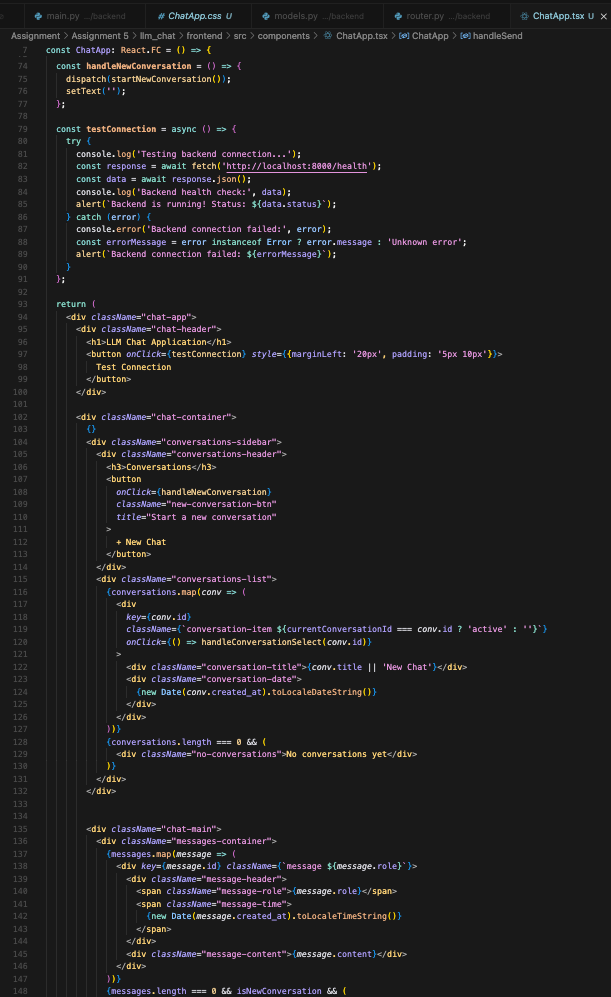 main.py .../backend
# ChatApp.css U
models.py .../backend
router.py .../backend
ChatApp.tsx U
Assignment > Assignment 5 > llm_chat > frontend > src > components > ChatApp.tsx > ChatApp > handleSend
7 const ChatApp: React.FC = () => {
74 const handleNewConversation = () => {
75 dispatch(startNewConversation());
76 setText('');
77 };
78
79 const testConnection = async () => {
80 try {
81 console.log('Testing backend connection...');
82 const response = await fetch('http://localhost:8000/health');
83 const data = await response.json();
84 console.log('Backend health check:', data);
85 alert(`Backend is running! Status: ${data.status}`);
86 } catch (error) {
87 console.error('Backend connection failed:', error);
88 const errorMessage = error instanceof Error ? error.message : 'Unknown error';
89 alert(`Backend connection failed: ${errorMessage}`);
90 }
91 };
92
93 return (
94 <div className="chat-app">
95 <div className="chat-header">
96 <h1>LLM Chat Application</h1>
97 <button onClick={testConnection} style={{marginLeft: '20px', padding: '5px 10px'}}>
98 Test Connection
99 </button>
100 </div>
101
102 <div className="chat-container">
103 {}
104 <div className="conversations-sidebar">
105 <div className="conversations-header">
106 <h3>Conversations</h3>
107 <button
108 onClick={handleNewConversation}
109 className="new-conversation-btn"
110 title="Start a new conversation"
111 >
112 + New Chat
113 </button>
114 </div>
115 <div className="conversations-list">
116 {conversations.map(conv => (
117 <div
118 key={conv.id}
119 className={`conversation-item ${currentConversationId === conv.id ? 'active' : ''}`}
120 onClick={() => handleConversationSelect(conv.id)}
121 >
122 <div className="conversation-title">{conv.title || 'New Chat'}</div>
123 <div className="conversation-date">
124 {new Date(conv.created_at).toLocaleDateString()}
125 </div>
126 </div>
127 ))}
128 {conversations.length === 0 && (
129 <div className="no-conversations">No conversations yet</div>
130 )}
131 </div>
132 </div>
133
134
135 <div className="chat-main">
136 <div className="messages-container">
137 {messages.map(message => (
138 <div key={message.id} className={`message ${message.role}`}>
139 <div className="message-header">
140 <span className="message-role">{message.role}</span>
141 <span className="message-time">
142 {new Date(message.created_at).toLocaleTimeString()}
143 </span>
144 </div>
145 <div className="message-content">{message.content}</div>
146 </div>
147 ))}
148 {messages.length === 0 && isNewConversation && (